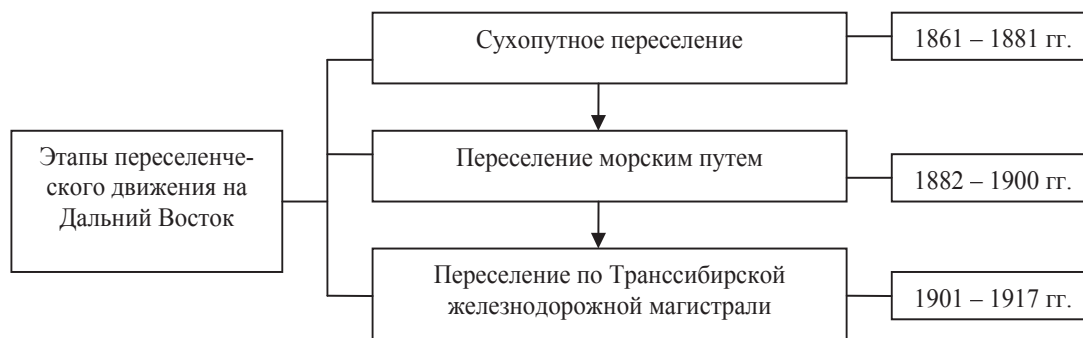 Этапы переселенче-
ского движения на
Дальний Восток
Сухопутное переселение
1861 – 1881 гг.
Переселение морским путем
1882 – 1900 гг.
Переселение по Транссибирской
железнодорожной магистрали
1901 – 1917 гг.